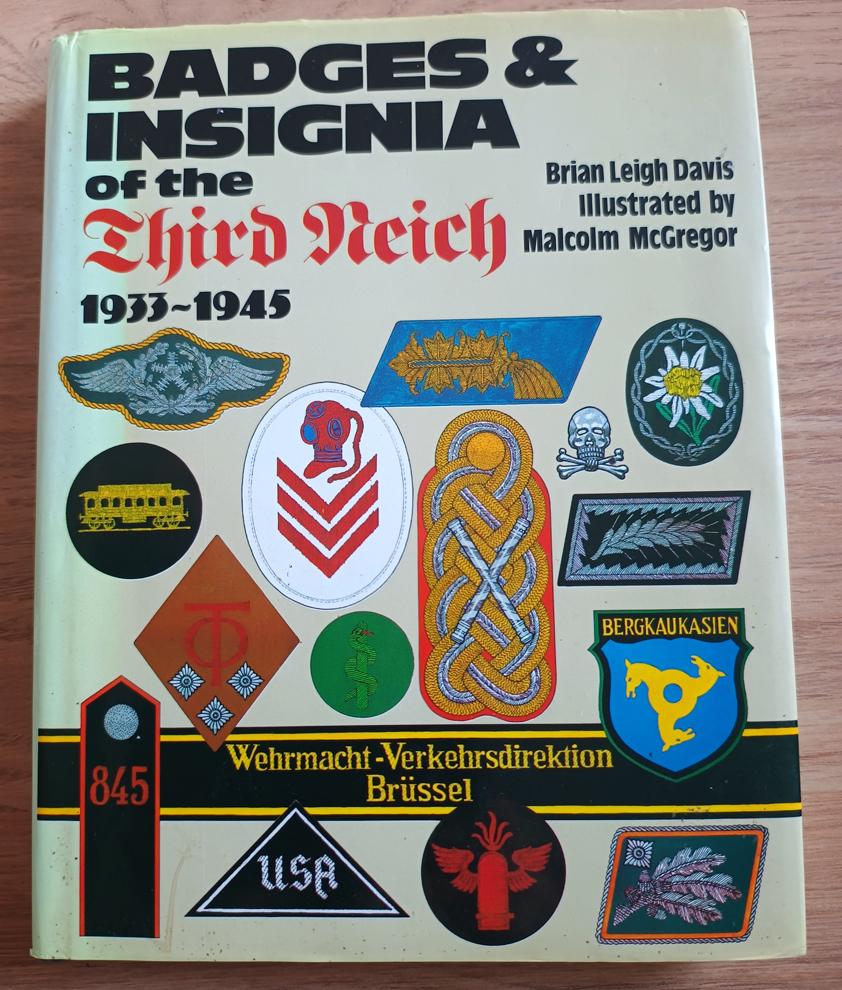 BADGES &
INSIGNIA
of the
Third Reich
1933~1945
Brian Leigh Davis
Illustrated by
Malcolm McGregor
BERGKAUKASIEN
Wehrmacht-Verkehrsdirektion
Brüssel
845
USA